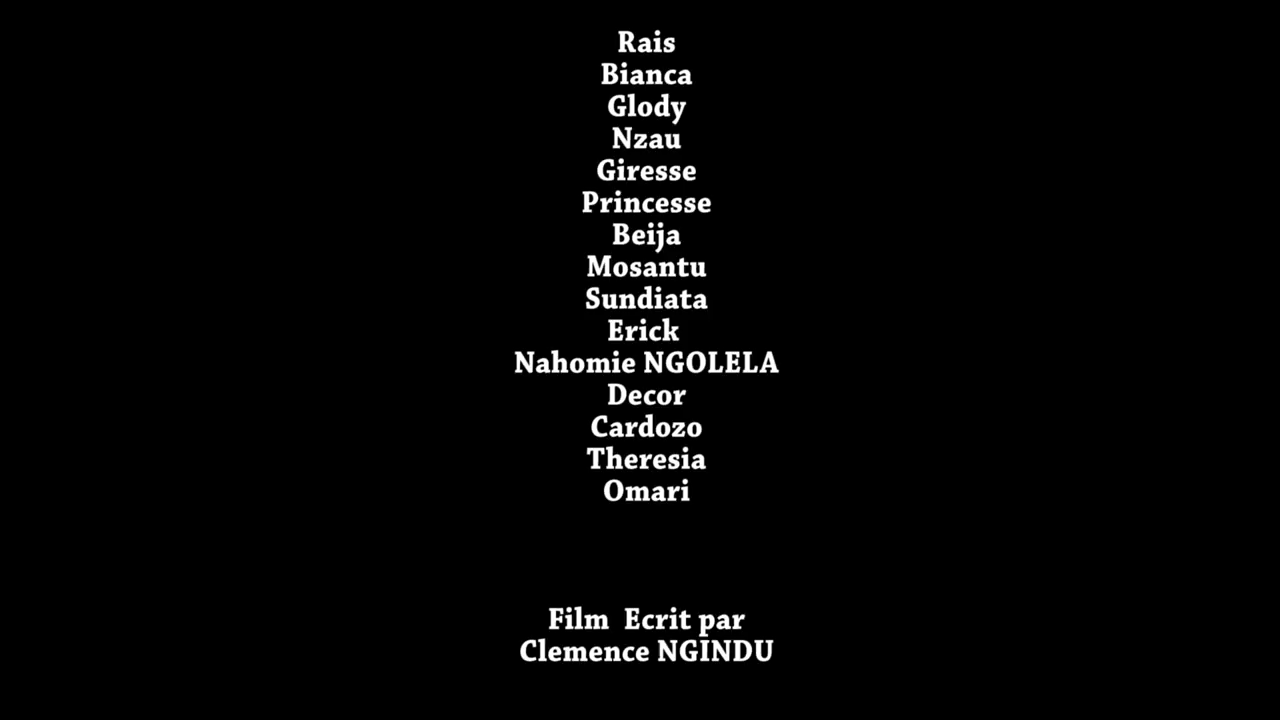 Rais
Bianca
Glody
Nzau
Giresse
Princesse
Beija
Mosantu
Sundiata
Erick
Nahomie NGOLELA
Decor
Cardozo
Theresia
Omari
Film  Ecrit par
Clemence NGINDU